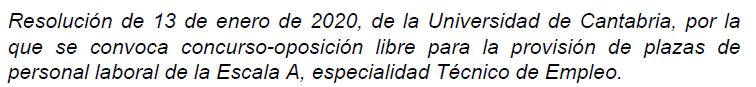 Resolución de 13 de enero de 2020, de la Universidad de Cantabria, por la
que se convoca concurso-oposición libre para la provisión de plazas de
personal laboral de la Escala A, especialidad Técnico de Empleo.